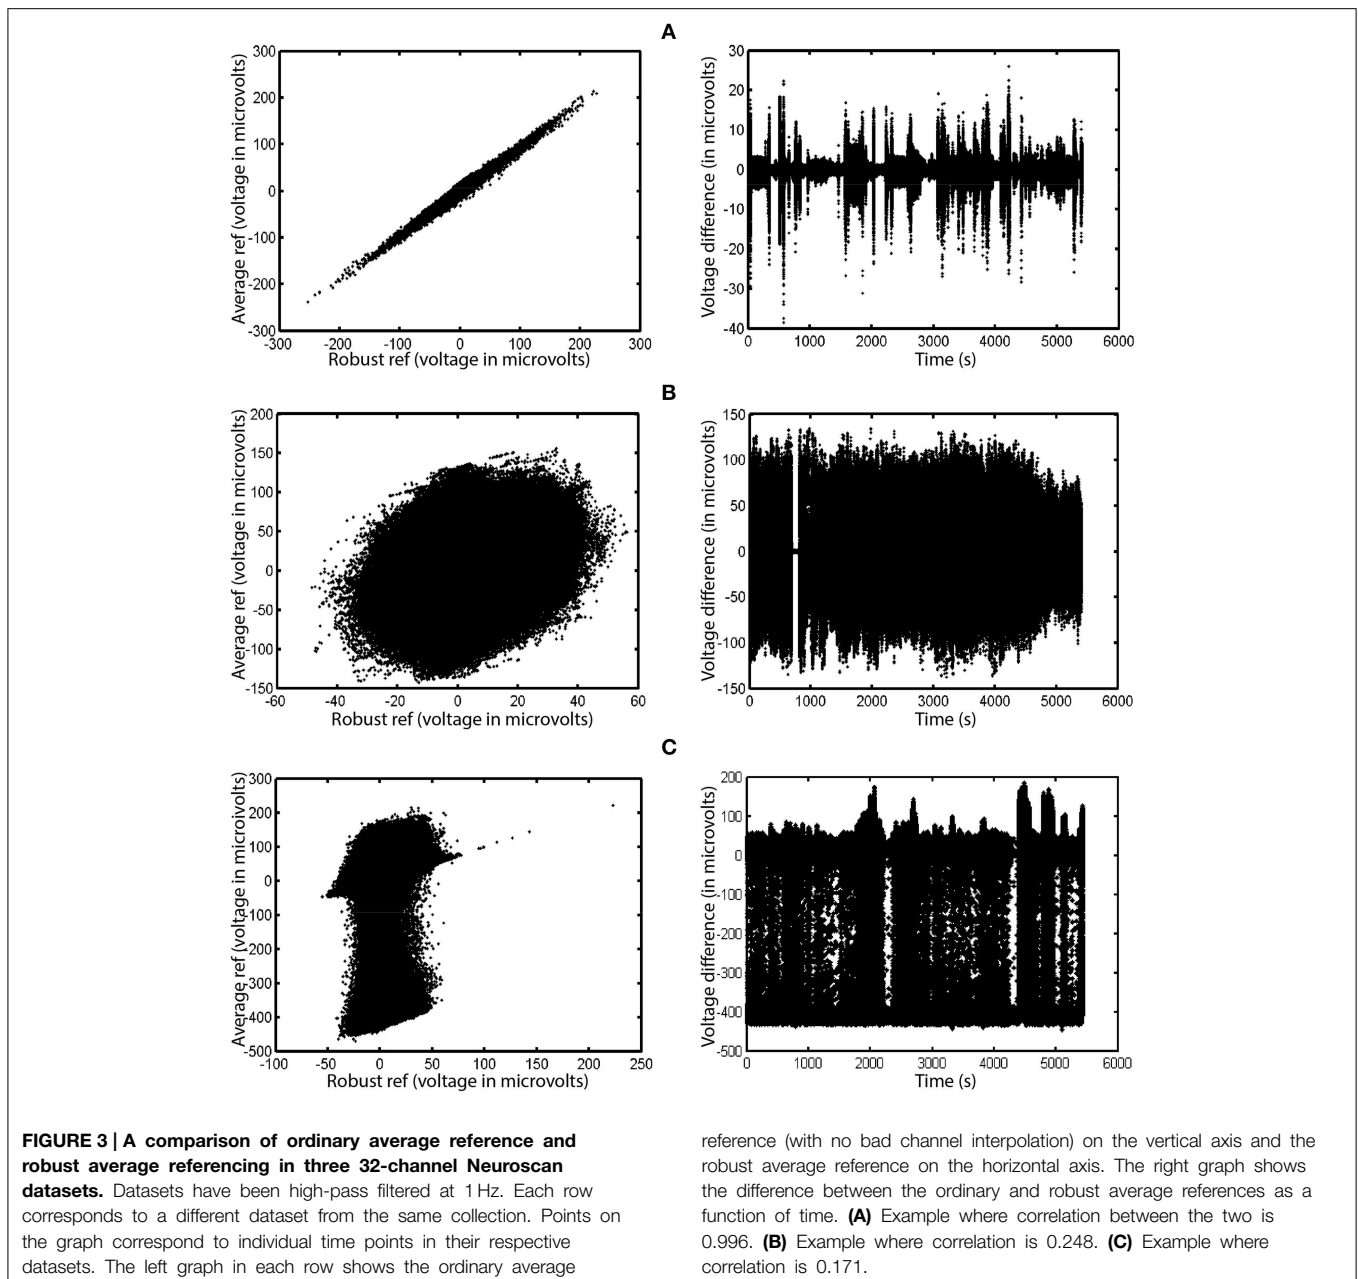 A
300
200
100
0
-100
-200
-300
-300 -200 -100 0 100 200 300
Average ref (voltage in microvolts)
Robust ref (voltage in microvolts)
30
20
10
0
-10
-20
-30
-40
0 1000 2000 3000 4000 5000 6000
Voltage difference (in microvolts)
Time (s)
B
200
150
100
50
0
-50
-100
-150
-60 -40 -20 0 20 40 60
Average ref (voltage in microvolts)
Robust ref (voltage in microvolts)
150
100
50
0
-50
-100
-150
0 1000 2000 3000 4000 5000 6000
Voltage difference (in microvolts)
Time (s)
C
300
200
100
0
-100
-200
-300
-400
-500
-100 -50 0 50 100 150 200 250
Average ref (voltage in microivolts)
Robust ref (voltage in microvolts)
200
100
0
-100
-200
-300
-400
-500
0 1000 2000 3000 4000 5000 6000
Voltage difference (in microvolts)
Time (s)
FIGURE 3 | A comparison of ordinary average reference and
robust average referencing in three 32-channel Neuroscan
datasets. Datasets have been high-pass filtered at 1 Hz. Each row
corresponds to a different dataset from the same collection. Points on
the graph correspond to individual time points in their respective
datasets. The left graph in each row shows the ordinary average
reference (with no bad channel interpolation) on the vertical axis and the
robust average reference on the horizontal axis. The right graph shows
the difference between the ordinary and robust average references as a
function of time. (A) Example where correlation between the two is
0.996. (B) Example where correlation is 0.248. (C) Example where
correlation is 0.171.